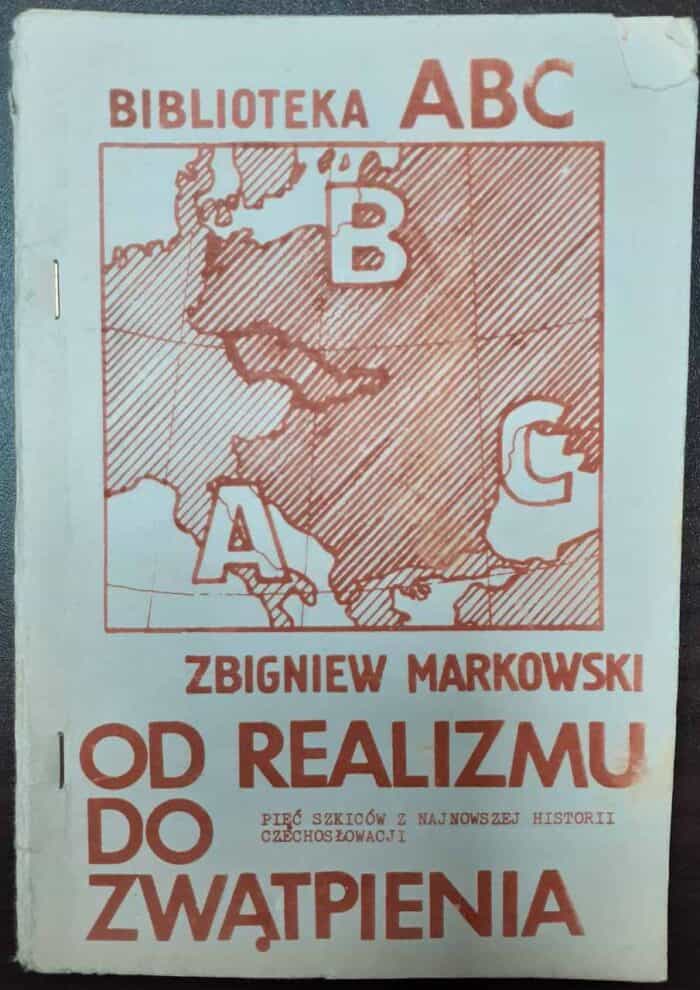 BIBLIOTEKA ABC
B
C
A
ZBIGNIEW MARKOWSKI
OD REALIZMU
DO
PIĘĆ SZKICÓW Z NAJNOWSZEJ HISTORII
CZECHOSŁOWACJI
ZWĄTPIENIA